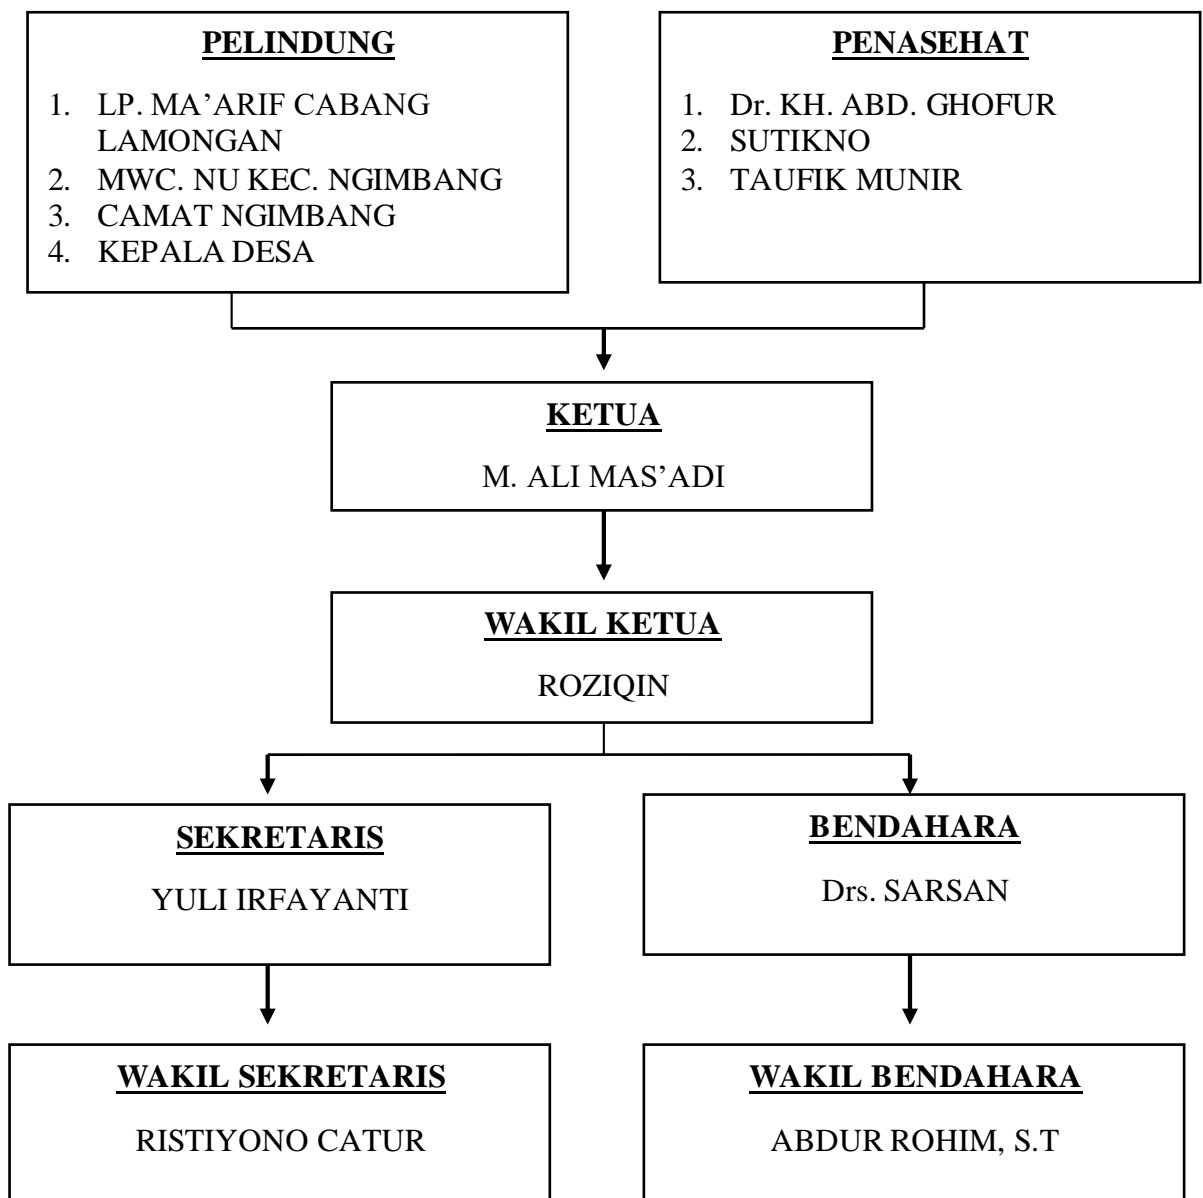 PELINDUNG
1. LP. MA’ARIF CABANG
LAMONGAN
2. MWC. NU KEC. NGIMBANG
3. CAMAT NGIMBANG
4. KEPALA DESA
PENASEHAT
1. Dr. KH. ABD. GHOFUR
2. SUTIKNO
3. TAUFIK MUNIR
KETUA
M. ALI MAS’ADI
WAKIL KETUA
ROZIQIN
SEKRETARIS
YULI IRFAYANTI
BENDAHARA
Drs. SARSAN
WAKIL SEKRETARIS
RISTIYONO CATUR
WAKIL BENDAHARA
ABDUR ROHIM, S.T